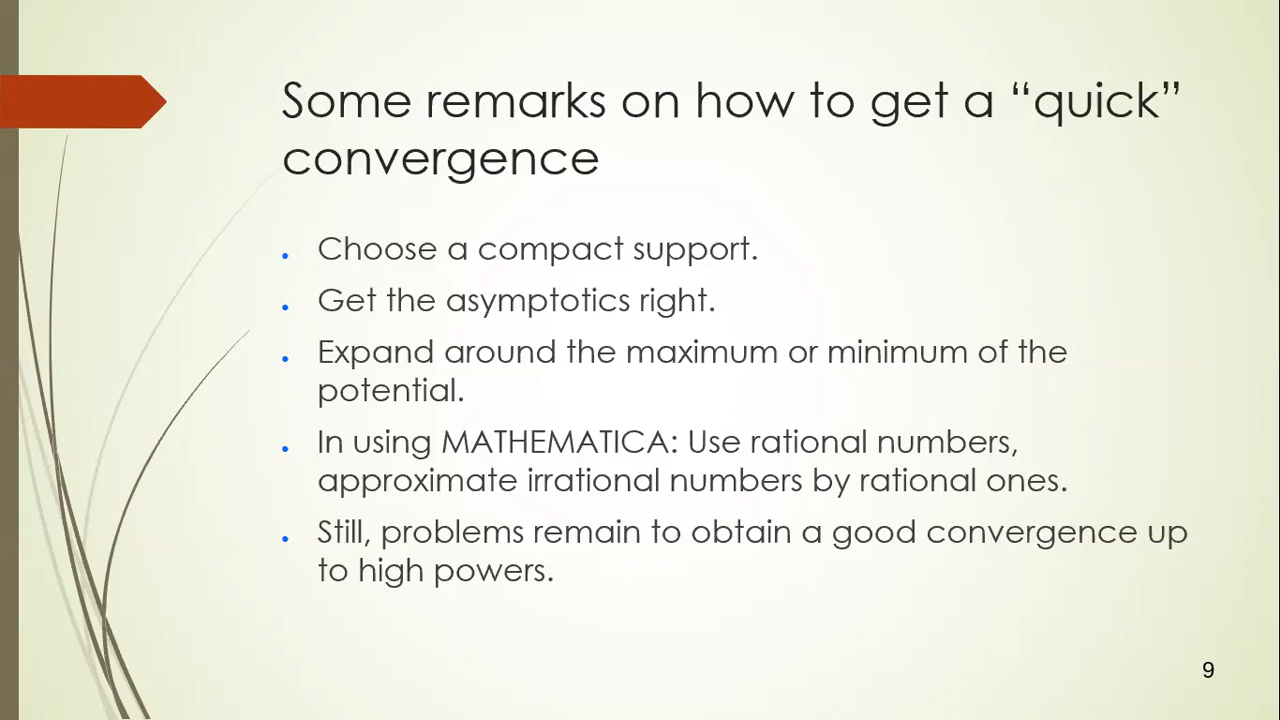 Some remarks on how to get a “quick”
convergence
Choose a compact support.
Get the asymptotics right.
Expand around the maximum or minimum of the
potential.
In using MATHEMATICA: Use rational numbers,
approximate irrational numbers by rational ones.
Still, problems remain to obtain a good convergence up
to high powers.
9